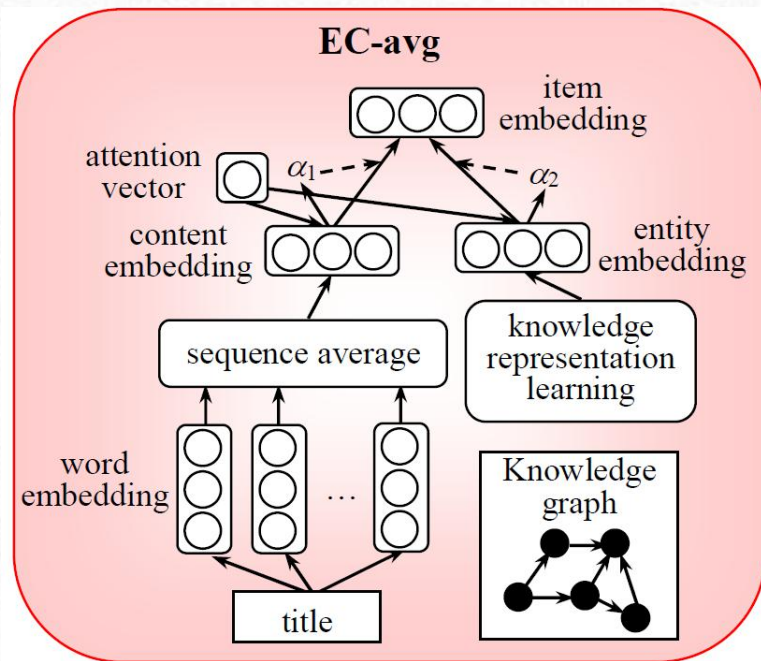 EC-avg
item
embedding
attention
vector
α1
α2
content
embedding
entity
embedding
sequence average
knowledge
representation
learning
word
embedding
...
Knowledge
graph
title